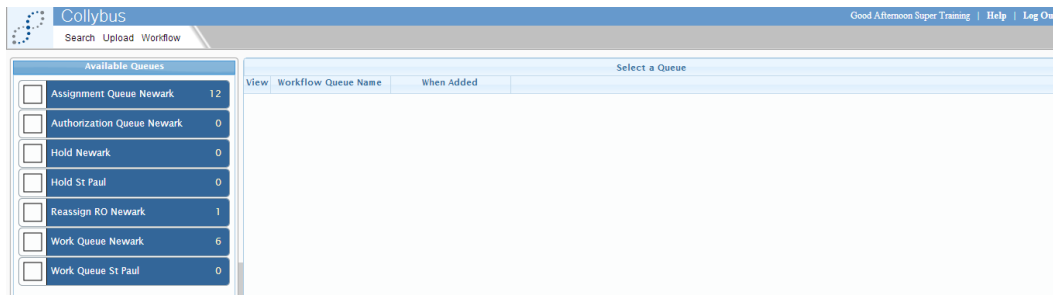 Collybus
Good Afternoon Super Training | Help | Log Ou
Search Upload Workflow
Available Queues
Select a Queue
View Workflow Queue Name When Added
Assignment Queue Newark 12
Authorization Queue Newark 0
Hold Newark 0
Hold St Paul 0
Reassign RO Newark 1
Work Queue Newark 6
Work Queue St Paul 0